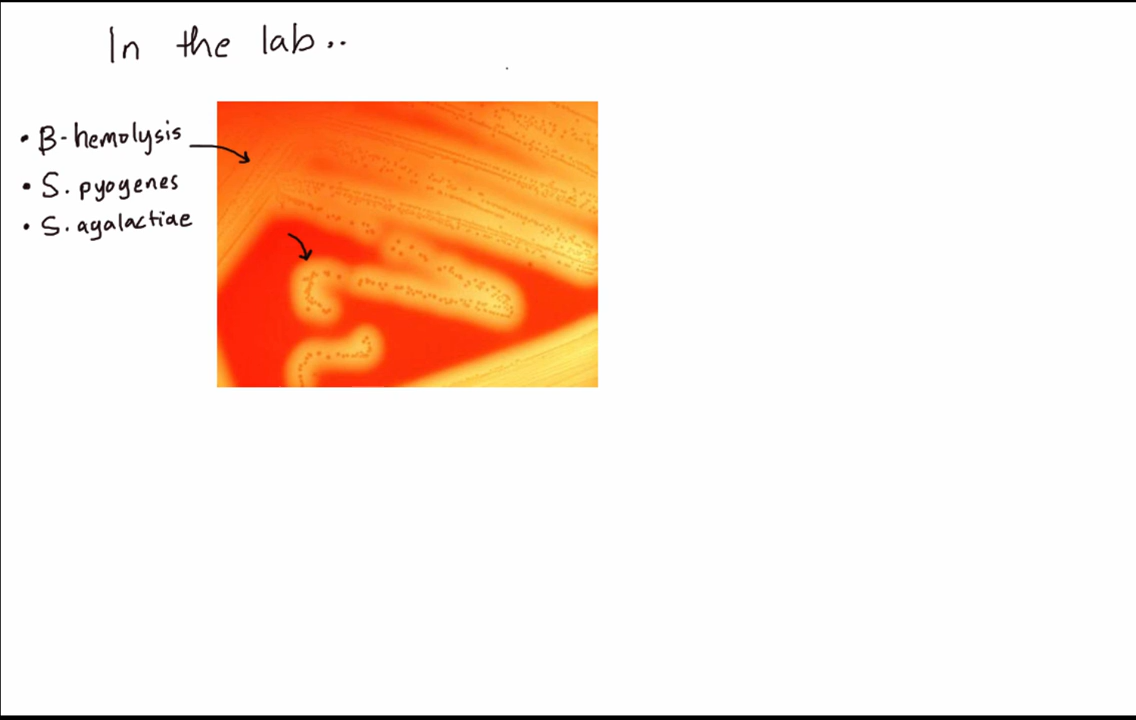 In the lab..
• β-hemolysis
• S. pyogenes
• S. agalactiae